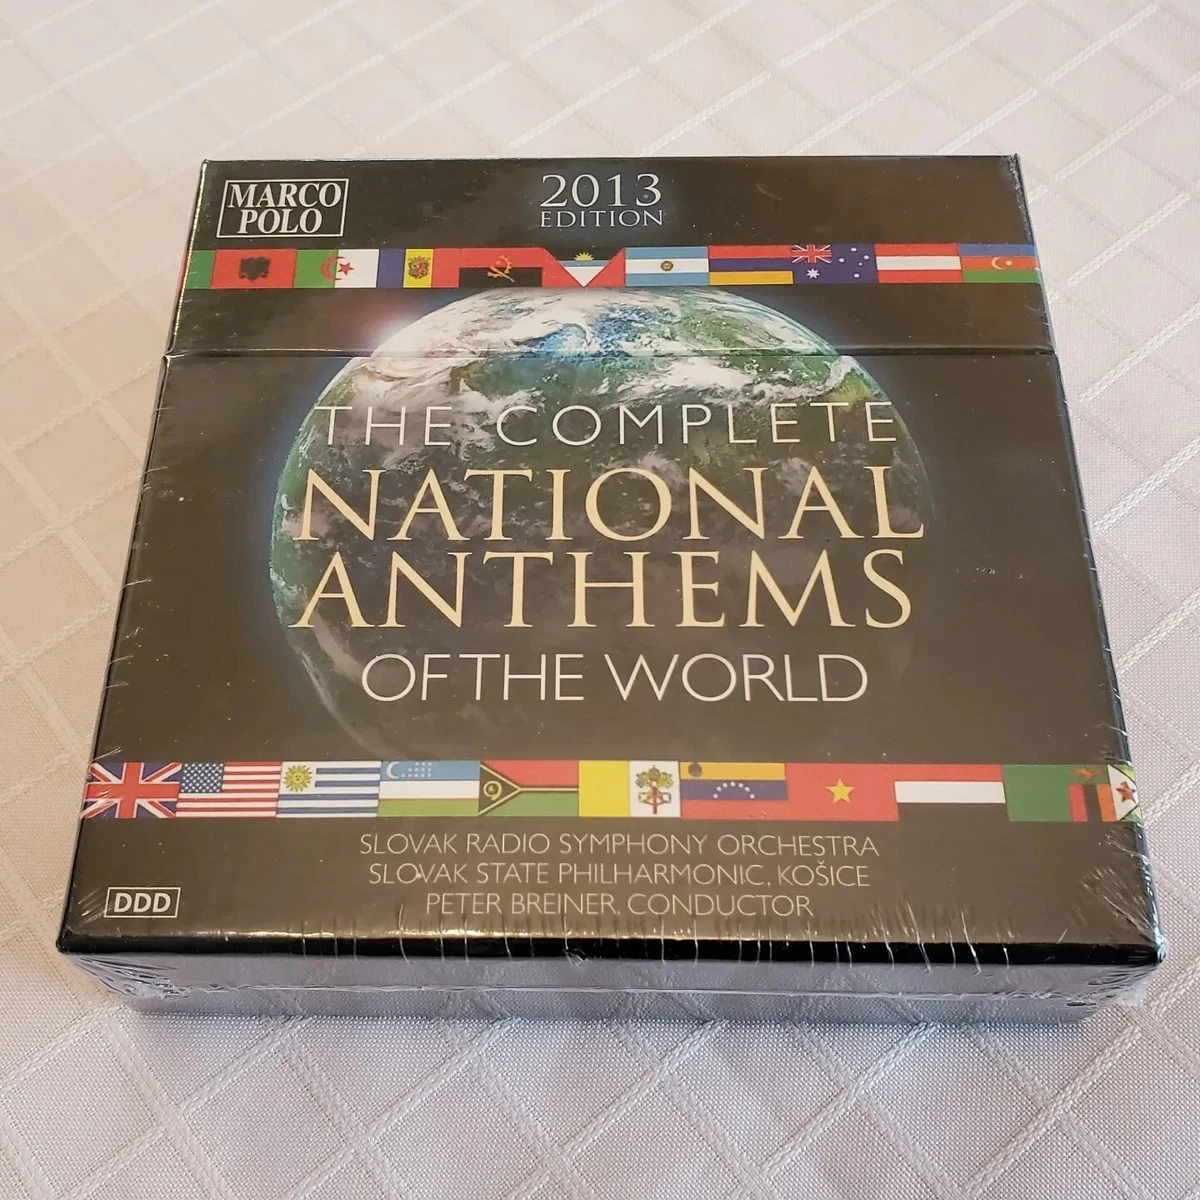 MARCO
POLO
2013
EDITION
THE COMPLETE
NATIONAL
ANTHEMS
OF THE WORLD
SLOVAK RADIO SYMPHONY ORCHESTRA
SLOVAK STATE PHILHARMONIC, KOŠICE
PETER BREINER, CONDUCTOR
DDD